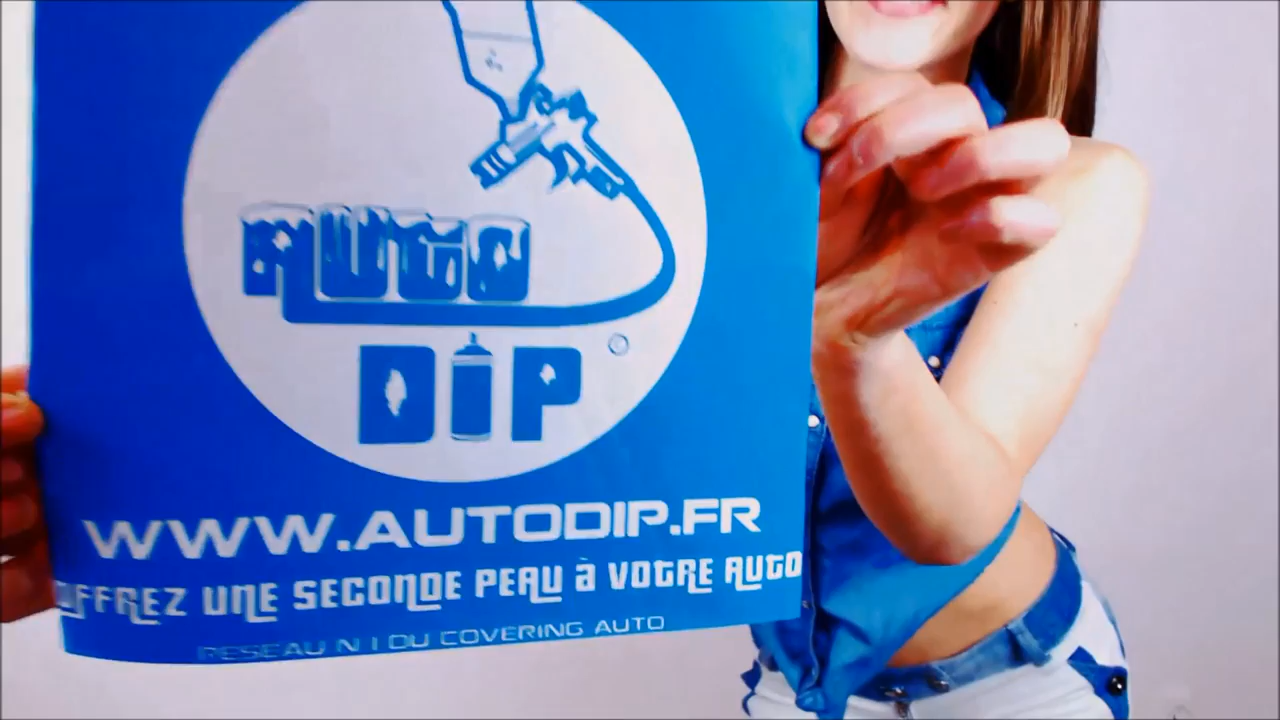 AUTO
DiP
WWW.AUTODIP.FR
OFFREZ UNE SECONDE PEAU à VOTRE AUTO
RESEAU N 1 DU COVERING AUTO